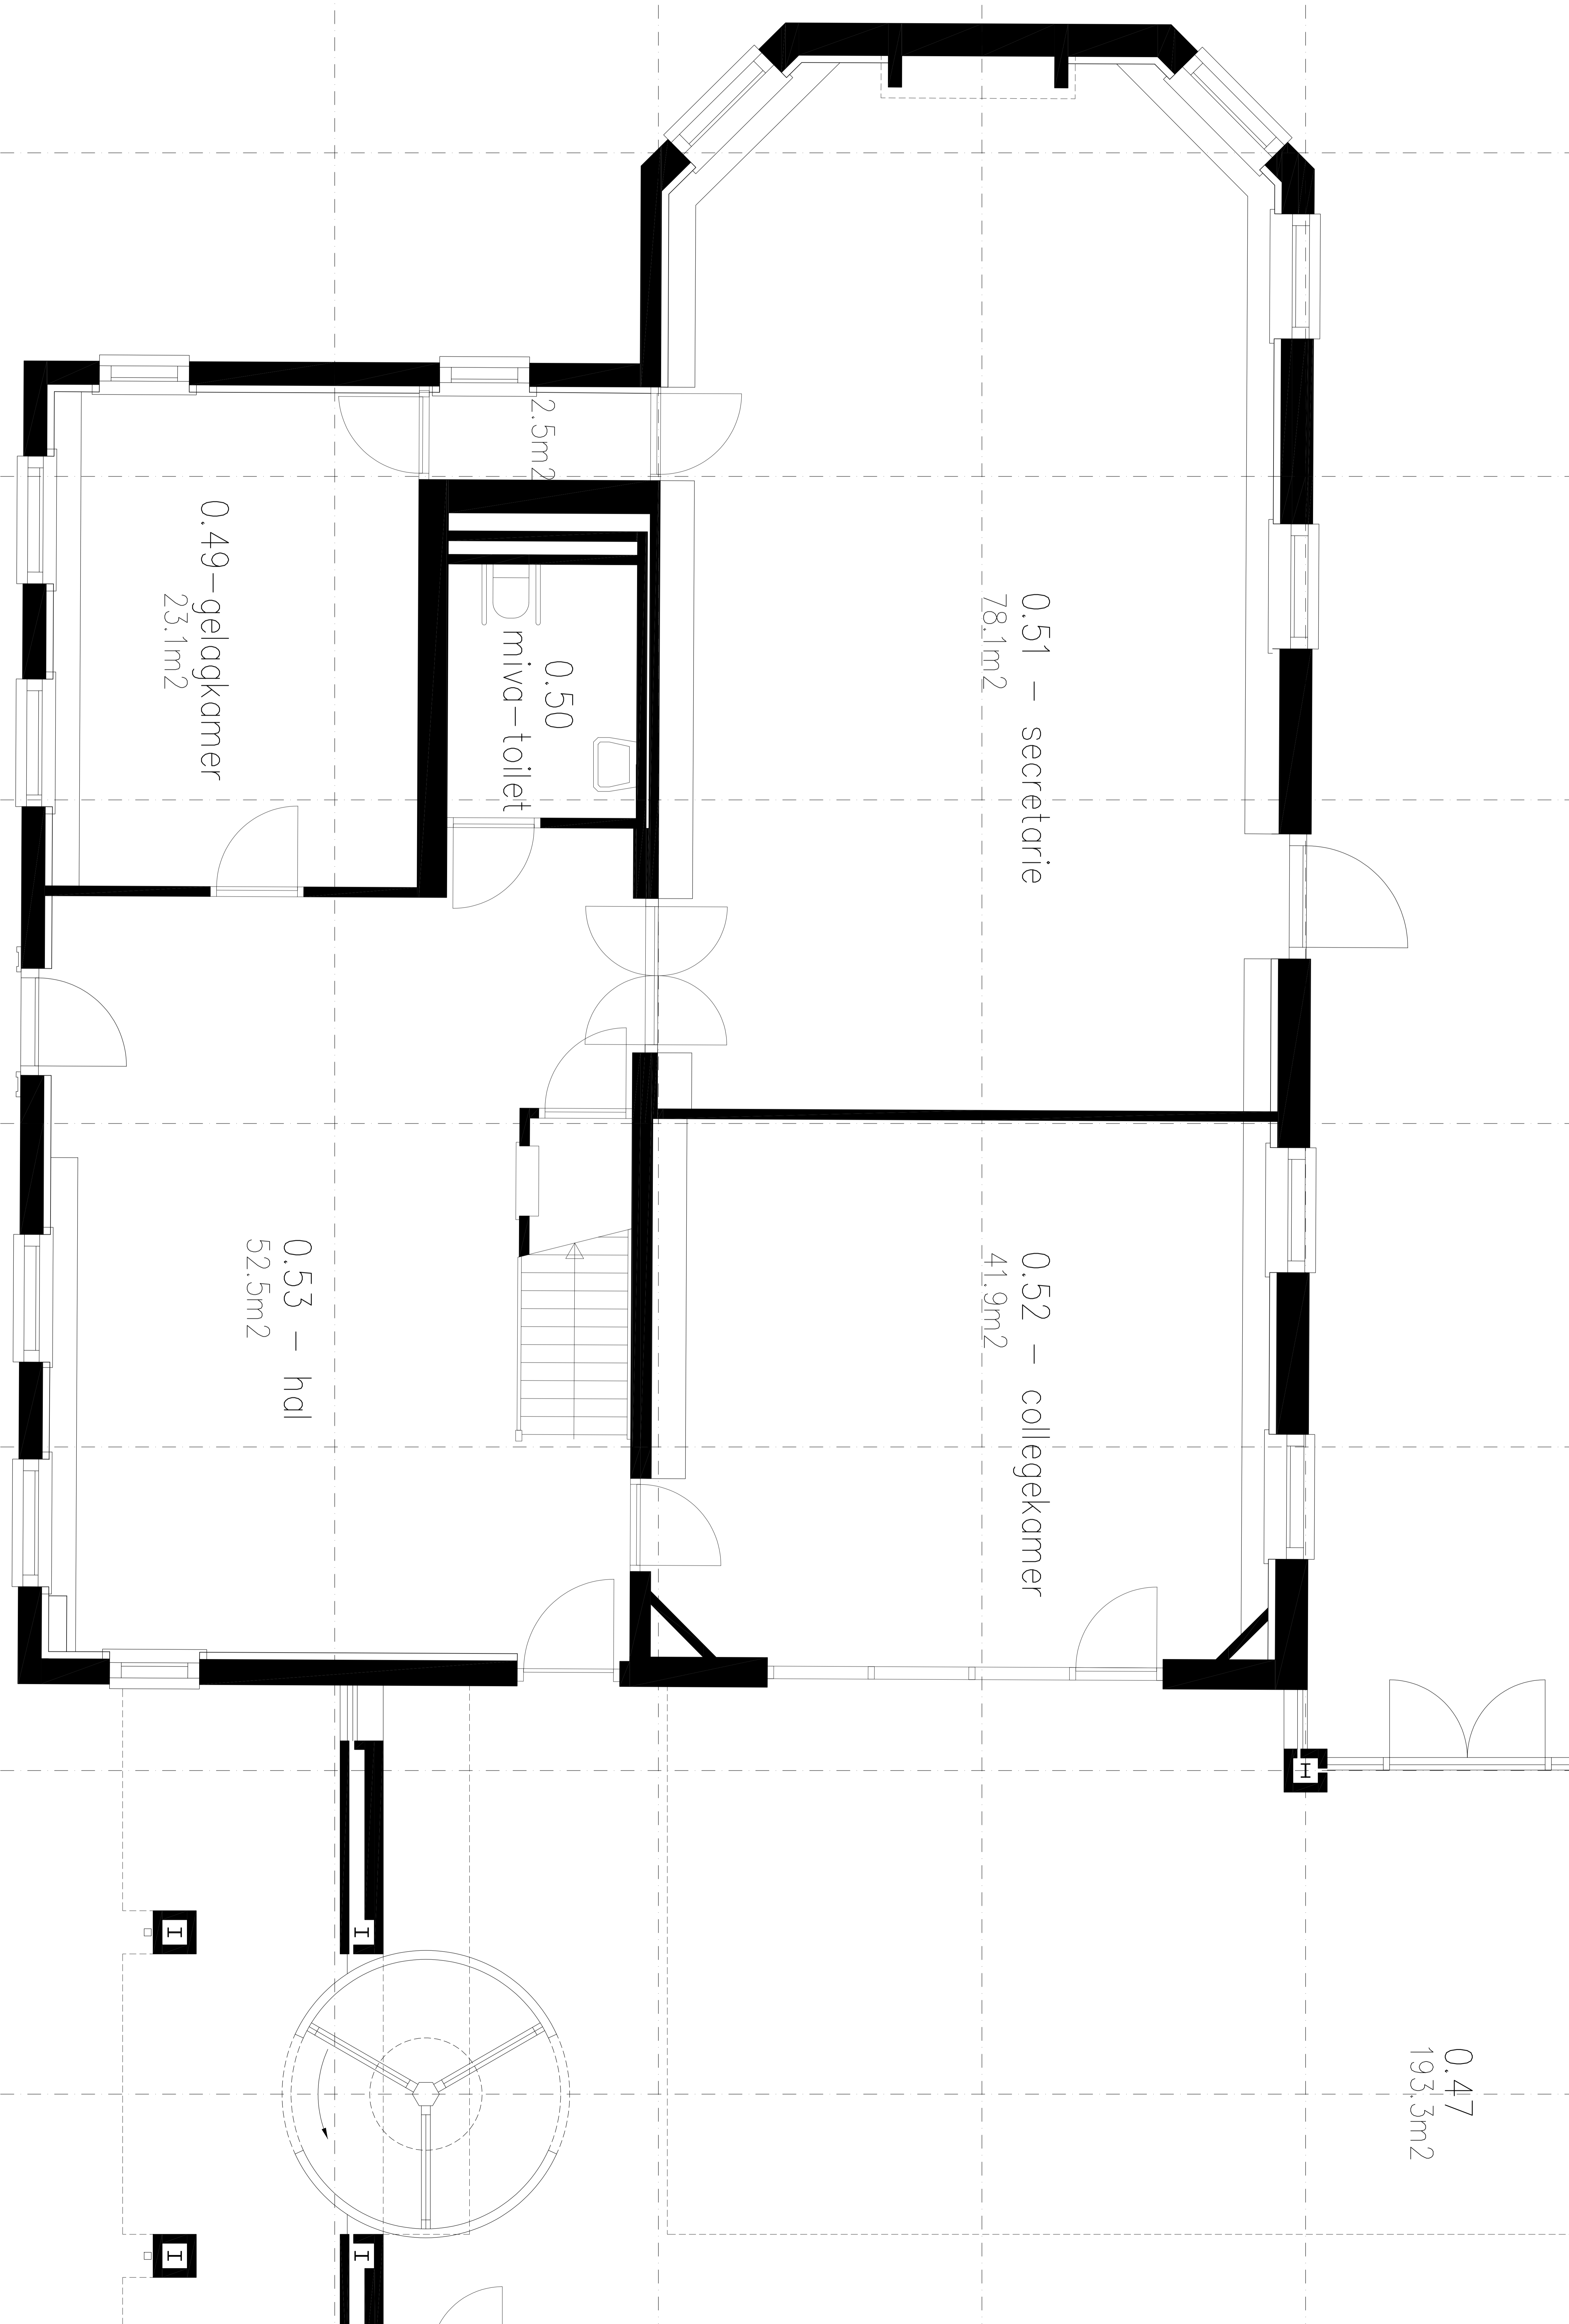 2.5m2
0.49-gelagkamer
23.1m2
0.50
miva-toilet
0.51 - secretarie
78.1m2
0.52 - collegekamer
41.9m2
0.53 - hal
52.5m2
0.47
193.3m2